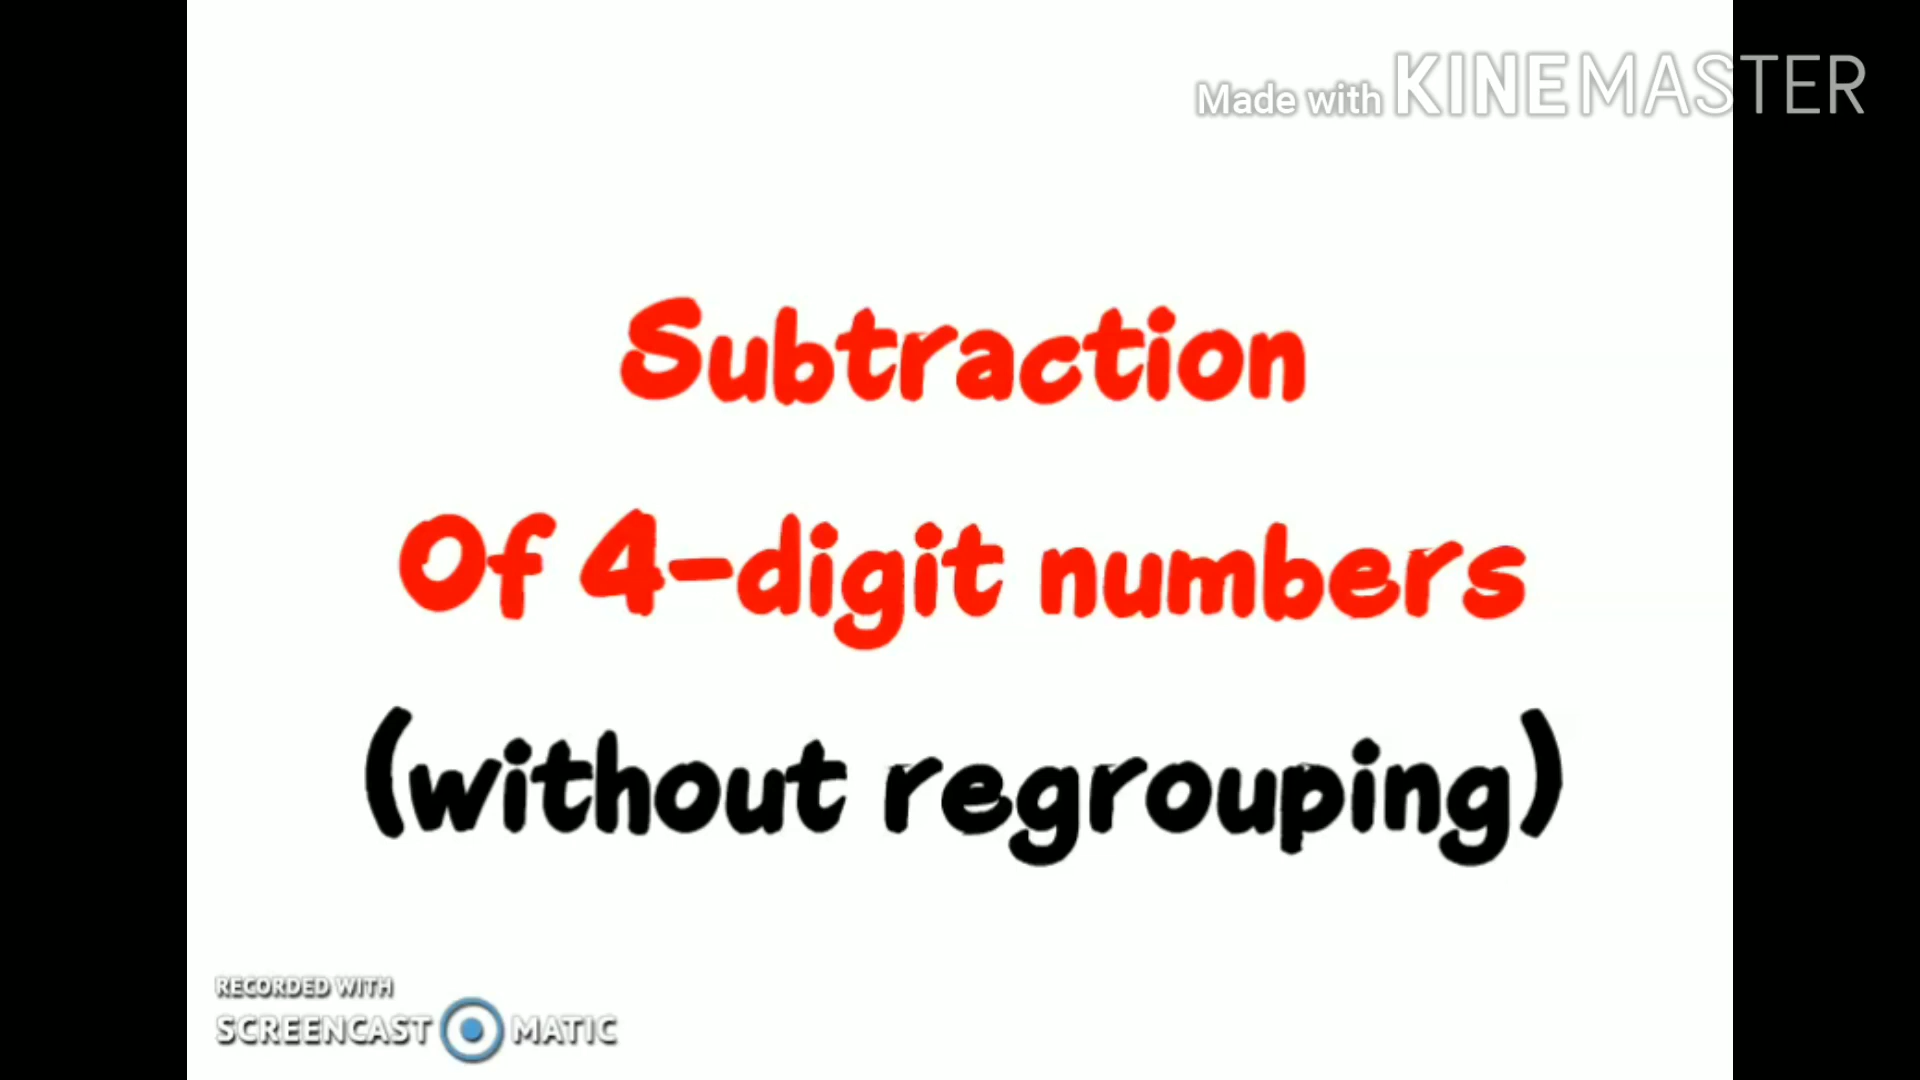 Made with KINEMASTER
Subtraction
Of 4-digit numbers
(without regrouping)
RECORDED WITH
SCREENCAST MATIC